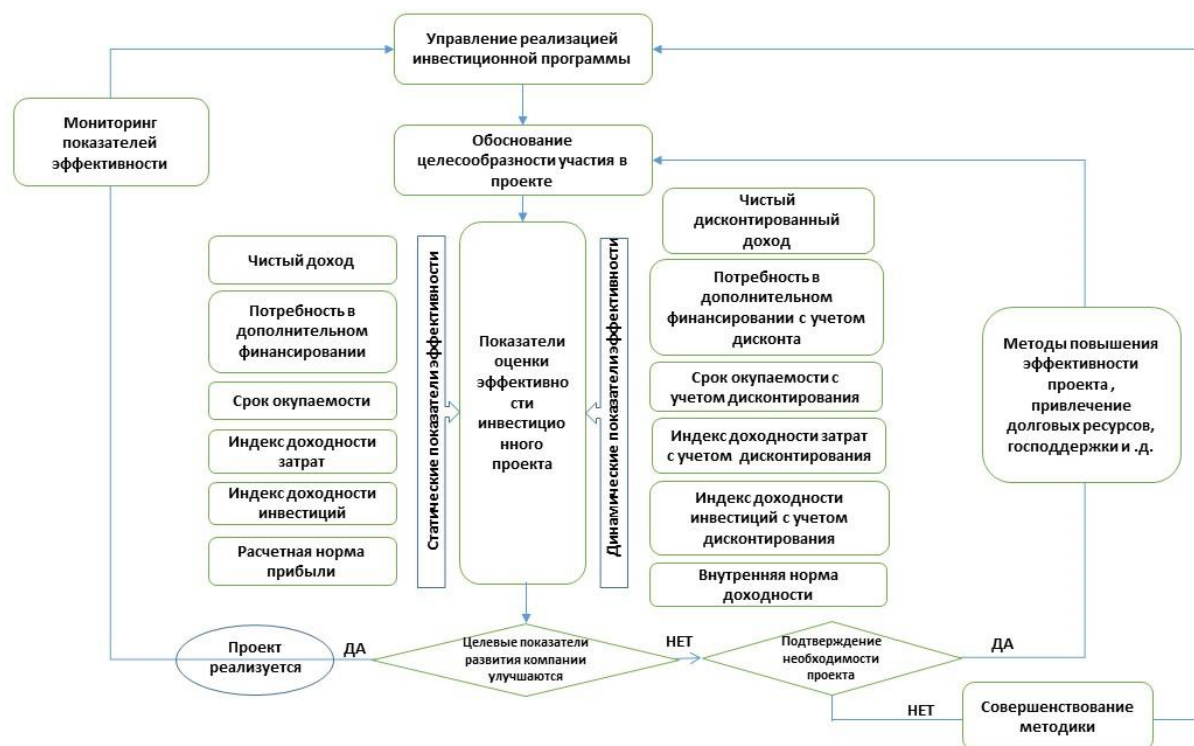 Управление реализацией
инвестиционной программы
Мониторинг
показателей
эффективности
Обоснование
целесообразности участия в
проекте
Чистый доход
Потребность в
дополнительном
финансировании
Срок окупаемости
Индекс доходности
затрат
Индекс доходности
инвестиций
Расчетная норма
прибыли
Статические показатели эффективности
Показатели
оценки
эффективно
сти
инвестицио
нного
проекта
Динамические показатели эффективности
Чистый
дисконтированный
доход
Потребность в
дополнительном
финансировании с учетом
дисконта
Срок окупаемости с
учетом дисконтирования
Индекс доходности затрат
с учетом дисконтирования
Индекс доходности
инвестиций с учетом
дисконтирования
Внутренняя норма
доходности
Методы повышения
эффективности
проекта ,
привлечение
долговых ресурсов,
господдержки и .д.
Проект
реализуется
ДА
Целевые показатели
развития компании
улучшаются
НЕТ
Подтверждение
необходимости
проекта
ДА
НЕТ
Совершенствование
методики